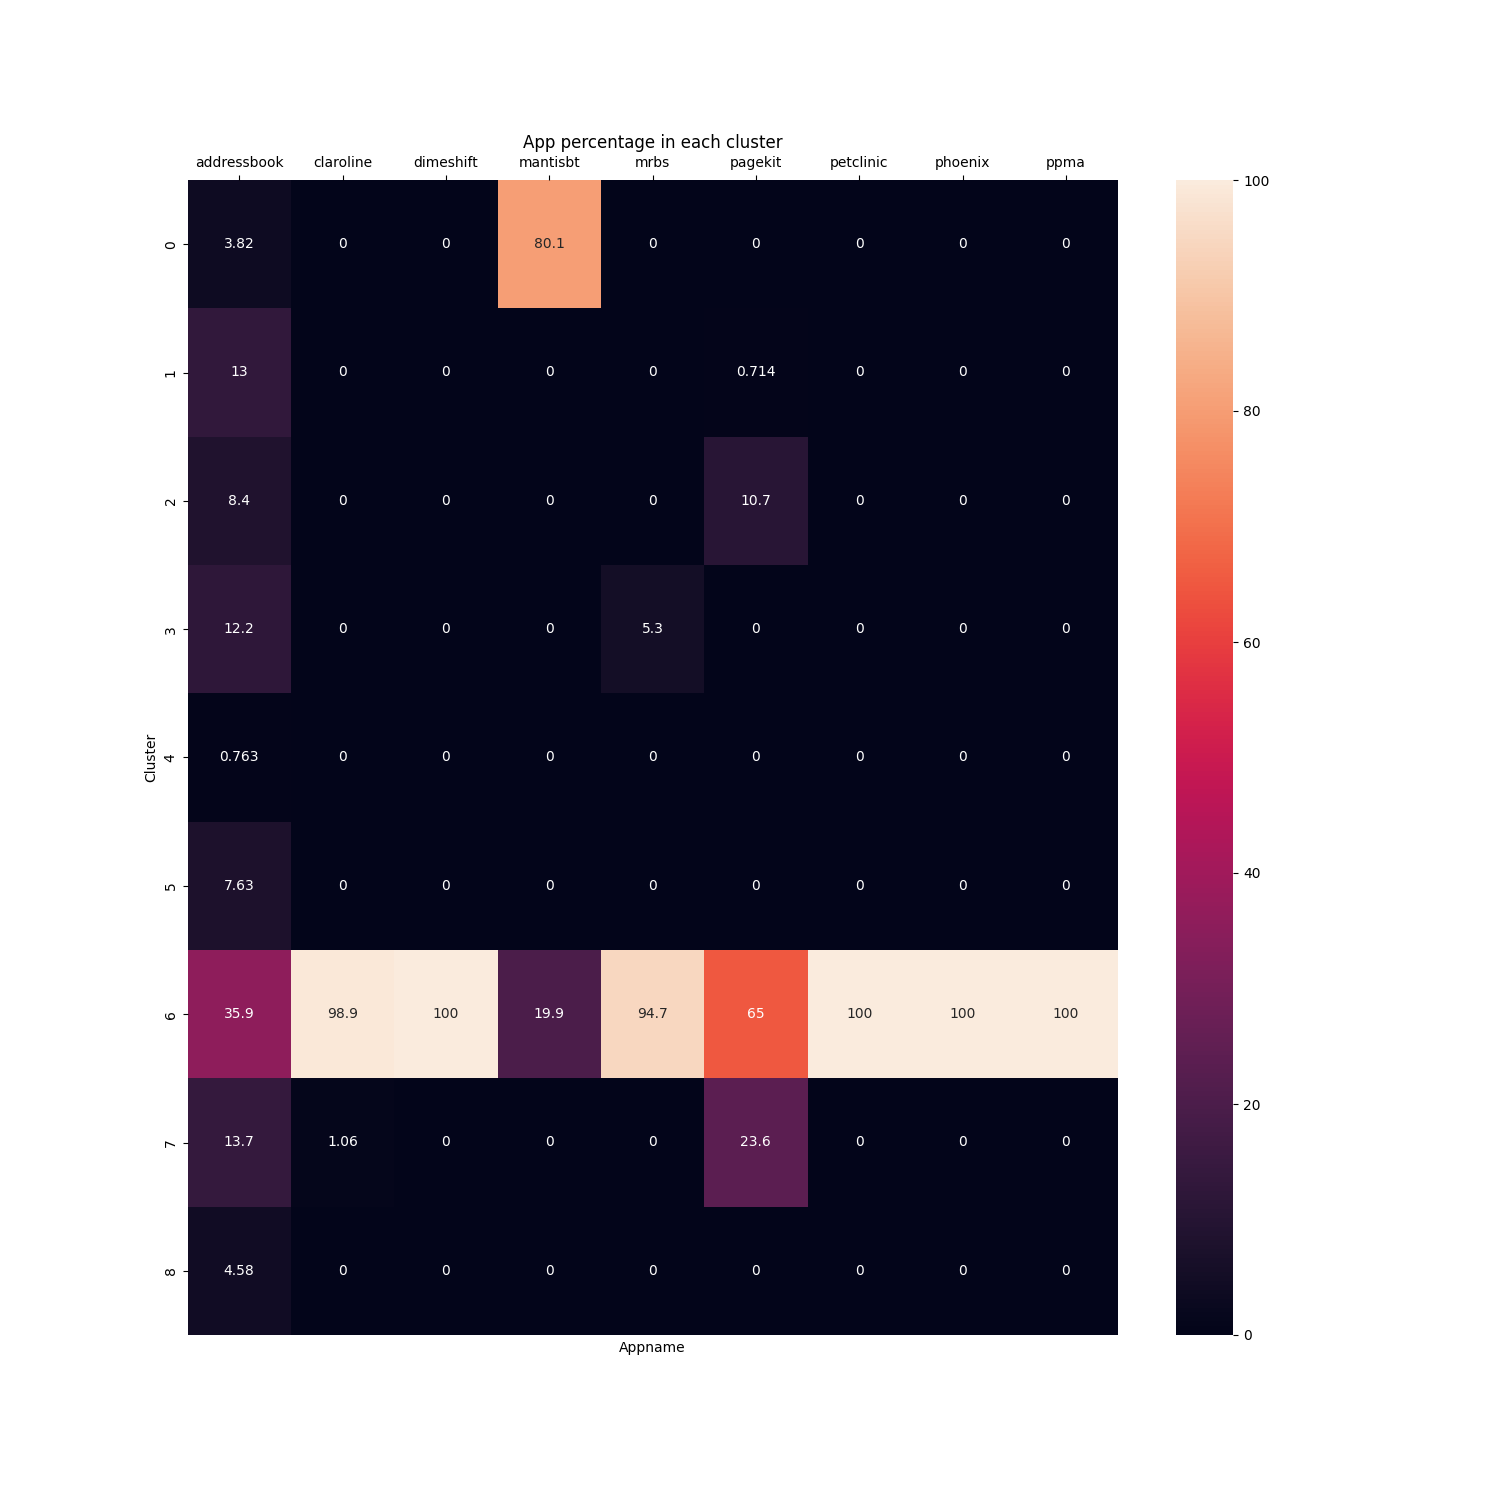 App percentage in each cluster
addressbook claroline dimeshift mantisbt mrbs pagekit petclinic phoenix ppma
0 3.82 0 0 80.1 0 0 0 0 0
1 13 0 0 0 0 0.714 0 0 0
2 8.4 0 0 0 0 10.7 0 0 0
3 12.2 0 0 0 5.3 0 0 0 0
4 0.763 0 0 0 0 0 0 0 0
5 7.63 0 0 0 0 0 0 0 0
6 35.9 98.9 100 19.9 94.7 65 100 100 100
7 13.7 1.06 0 0 0 23.6 0 0 0
8 4.58 0 0 0 0 0 0 0 0
Cluster
Appname
100
80
60
40
20
0